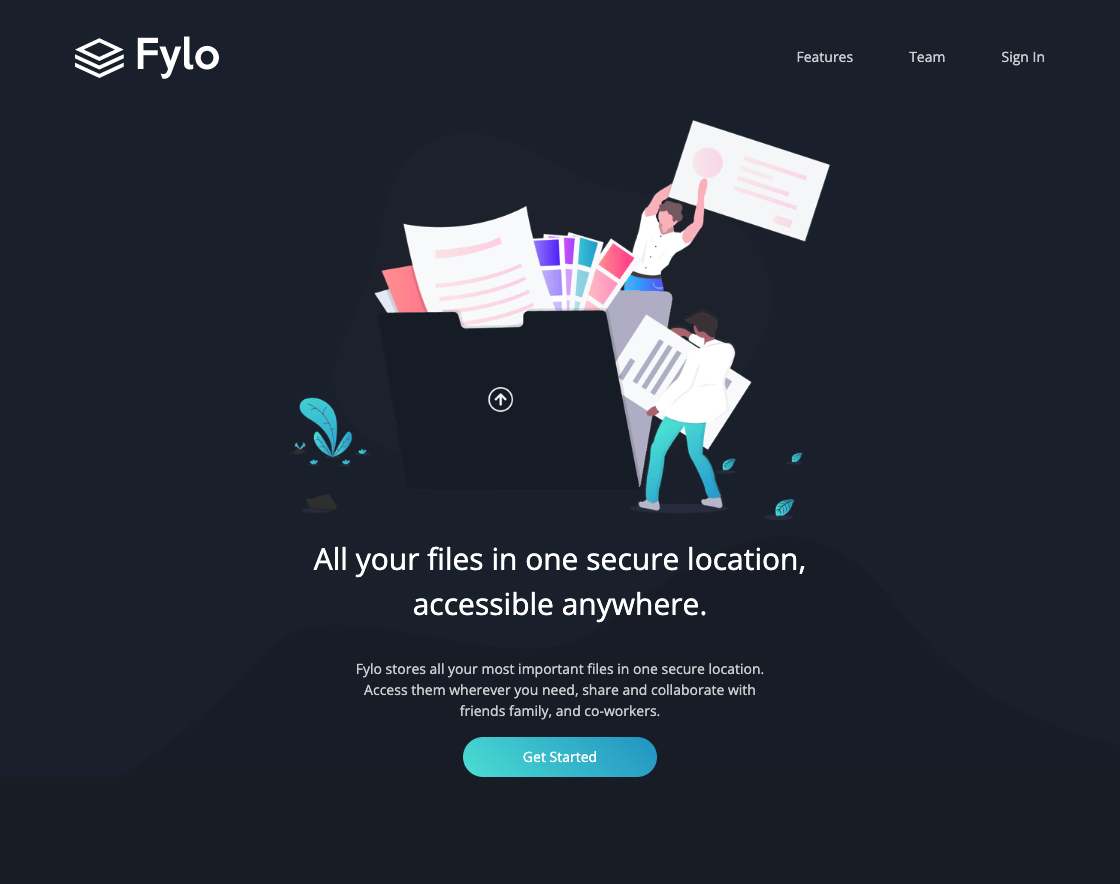 Fylo
Features
Team
Sign In
All your files in one secure location,
accessible anywhere.
Fylo stores all your most important files in one secure location.
Access them wherever you need, share and collaborate with
friends family, and co-workers.
Get Started